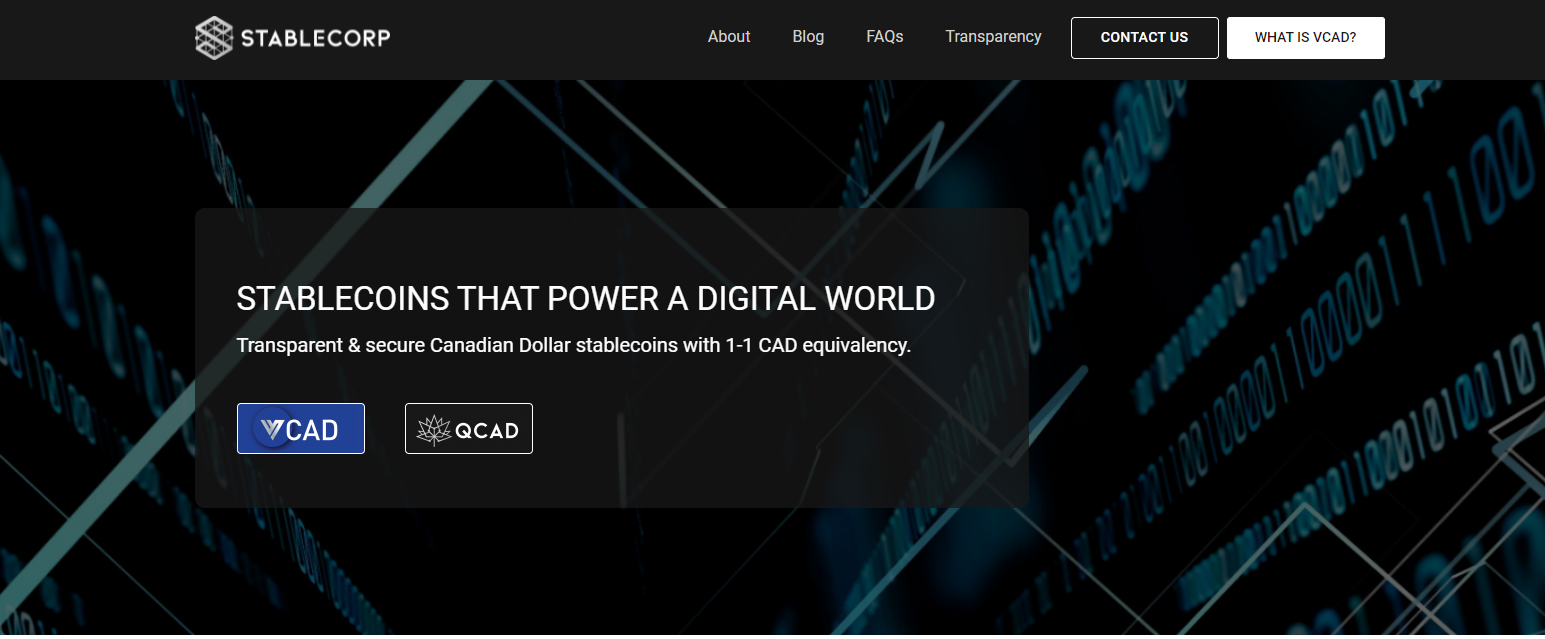 STABLECORP
About
Blog
FAQs
Transparency
CONTACT US
WHAT IS VCAD?
STABLECOINS THAT POWER A DIGITAL WORLD
Transparent & secure Canadian Dollar stablecoins with 1-1 CAD equivalency.
VCAD
QCAD